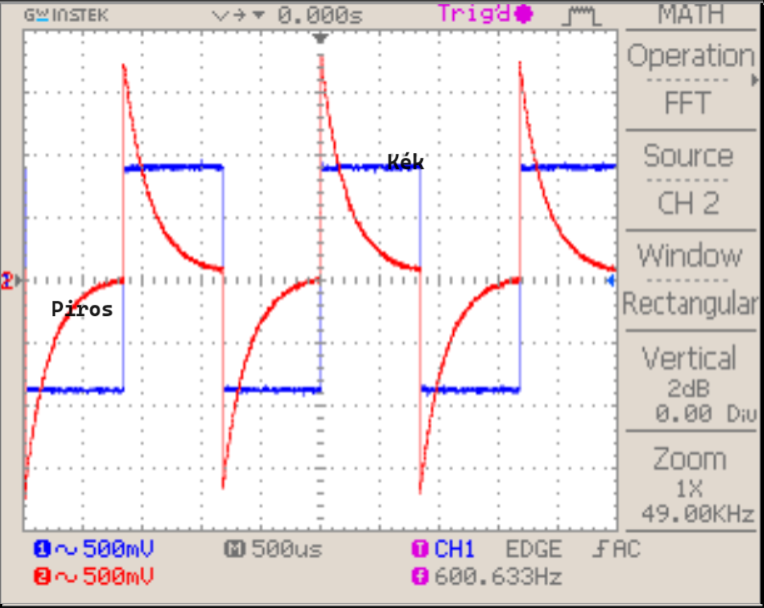 GW INSTEK 0.000s Trig'd MATH
Operation
FFT
Source
CH 2
Kék
Window
Rectangular
Piros
Vertical
2dB
0.00 Div
Zoom
1X
49.00KHz
1 500mV M 500us T CH1 EDGE AC
2 500mV f 600.633Hz